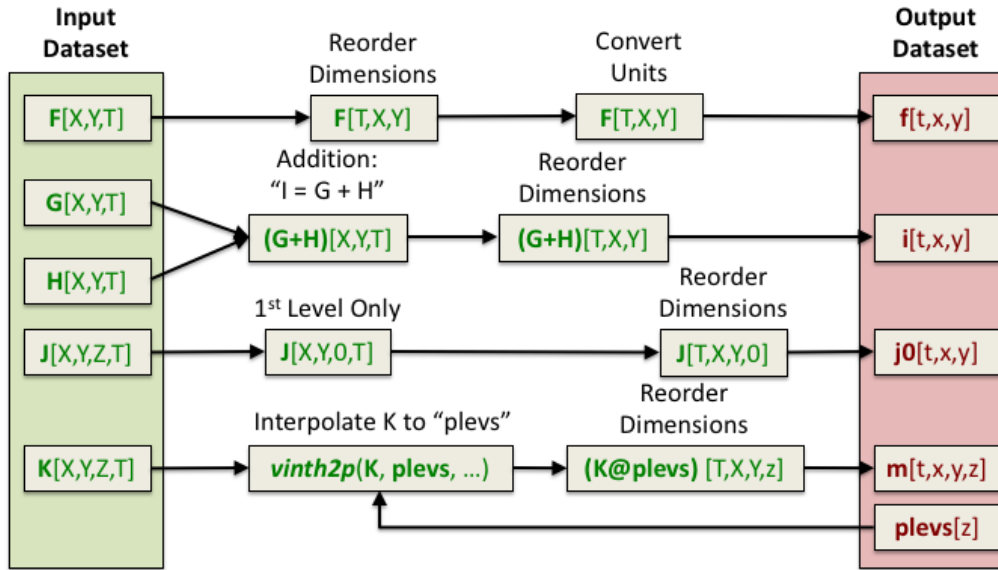 Input
Dataset
Output
Dataset
Reorder
Dimensions
Convert
Units
F[X,Y,T]
F[T,X,Y]
F[T,X,Y]
f[t,x,y]
Addition:
“I = G + H”
Reorder
Dimensions
G[X,Y,T]
H[X,Y,T]
(G+H)[X,Y,T]
(G+H)[T,X,Y]
i[t,x,y]
1st Level Only
Reorder
Dimensions
J[X,Y,Z,T]
J[X,Y,0,T]
J[T,X,Y,0]
j0[t,x,y]
Interpolate K to “plevs”
Reorder
Dimensions
K[X,Y,Z,T]
vinth2p(K, plevs, ...)
(K@plevs) [T,X,Y,z]
m[t,x,y,z]
plevs[z]